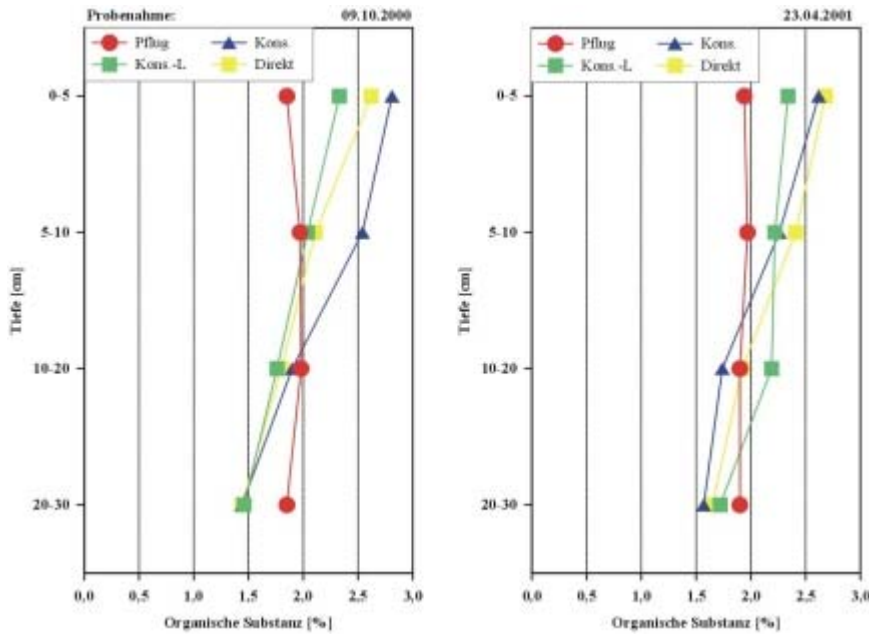 Probenahme: 09.10.2000
Pflug Kons.
Kons.-L Direkt
Tiefe [cm]
0-5
5-10
10-20
20-30
0,0 0,5 1,0 1,5 2,0 2,5 3,0
Organische Substanz [%]
23.04.2001
Pflug Kons.
Kons.-L Direkt
Tiefe [cm]
0-5
5-10
10-20
20-30
0,0 0,5 1,0 1,5 2,0 2,5 3,0
Organische Substanz [%]